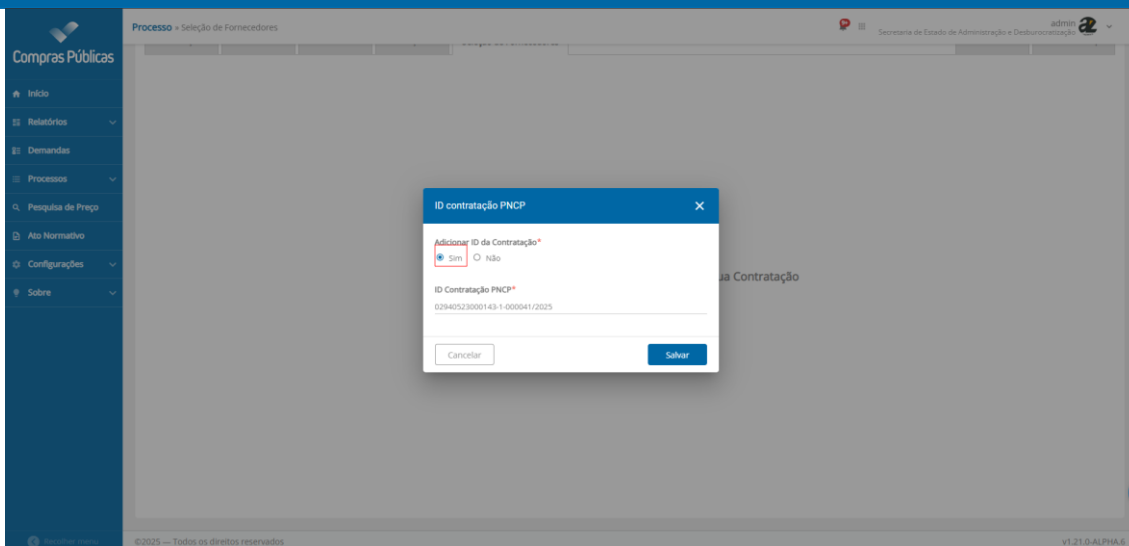 Processo » Seleção de Fornecedores
admin
Secretaria de Estado de Administração e Desburocratização
Compras Públicas
Início
Relatórios
Demandas
Processos
Pesquisa de Preço
Ato Normativo
Configurações
Sobre
ID contratação PNCP
Adicionar ID da Contratação*
Sim Não
ID Contratação PNCP*
02940523000143-1-000041/2025
Cancelar Salvar
ua Contratação
Recolher menu
©2025 — Todos os direitos reservados
v1.21.0-ALPHA.6